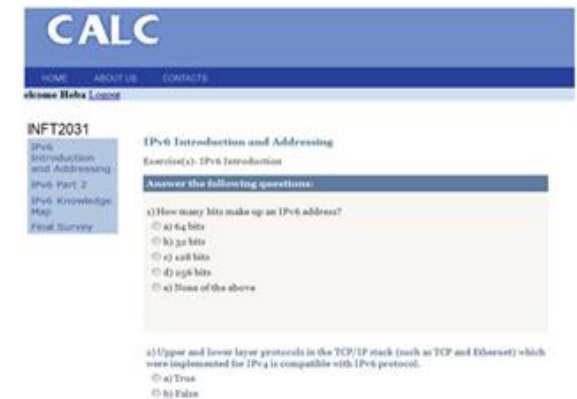 CALC
HOME ABOUT US CONTACTS
elcome Heba Logout
INFT2031
IPv6
Introduction
and Addressing
IPv6 Part 2
IPv6 Knowledge
Map
Final Survey
IPv6 Introduction and Addressing
Exercise(1)- IPv6 Introduction
Answer the following questions:
1) How many bits make up an IPv6 address?
a) 64 bits
b) 32 bits
c) 128 bits
d) 256 bits
e) None of the above
2) Upper and lower layer protocols in the TCP/IP stack (such as TCP and Ethernet) which
were implemented for IPv4 is compatible with IPv6 protocol.
a) True
b) False